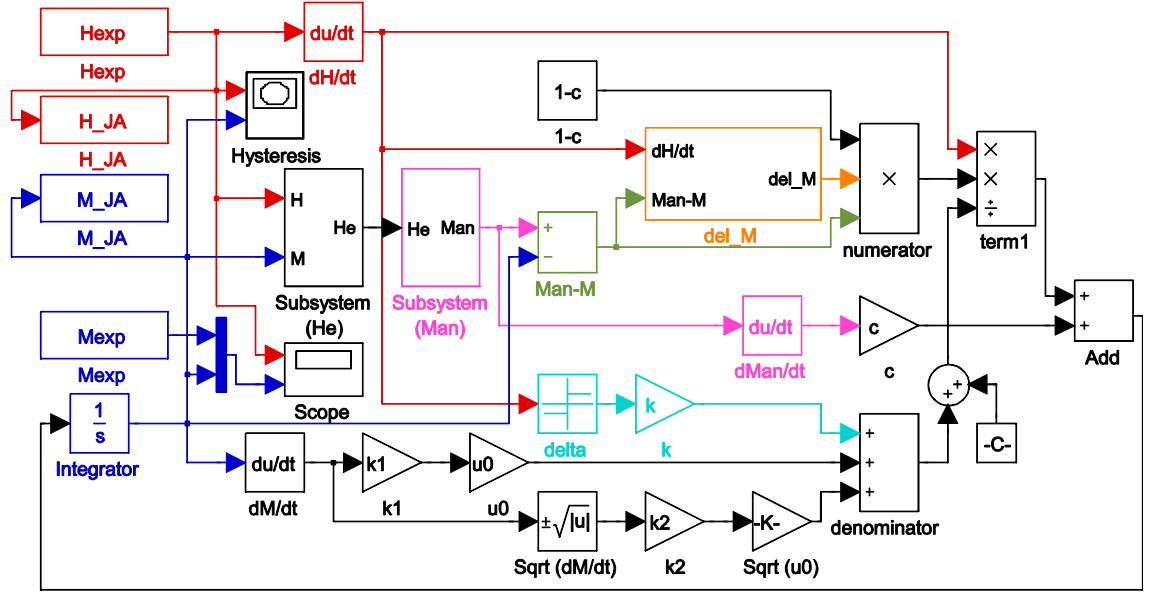 Hexp
du/dt
Hexp
dH/dt
1-c
1-c
H_JA
H_JA
Hysteresis
dH/dt
del_M
Man-M
del_M
×
numerator
×
×
÷
term1
M_JA
M_JA
H
He
M
Subsystem
(He)
He
Man
Subsystem
(Man)
+
−
Man-M
du/dt
dMan/dt
c
c
+
+
Add
Mexp
Mexp
Scope
1
s
Integrator
delta
k
k
+
+
-C-
du/dt
dM/dt
k1
k1
u0
u0
+
+
+
denominator
±√|u|
Sqrt (dM/dt)
k2
k2
-K-
Sqrt (u0)